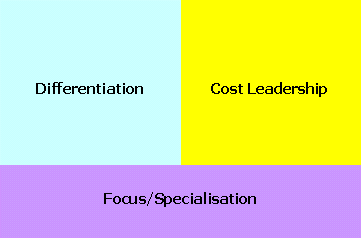 Differentiation
Cost Leadership
Focus/Specialisation